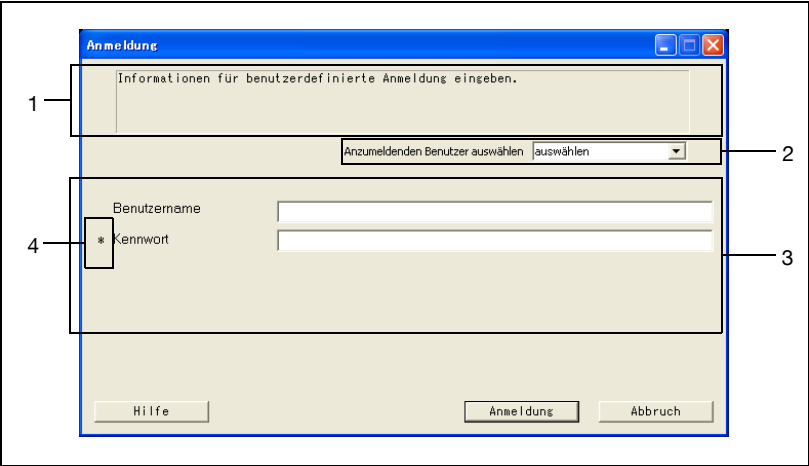 Anmeldung
Informationen für benutzerdefinierte Anmeldung eingeben.
1
Anzumeldenden Benutzer auswählen auswählen
2
Benutzername
4
* Kennwort
3
Hilfe Anmeldung Abbruch